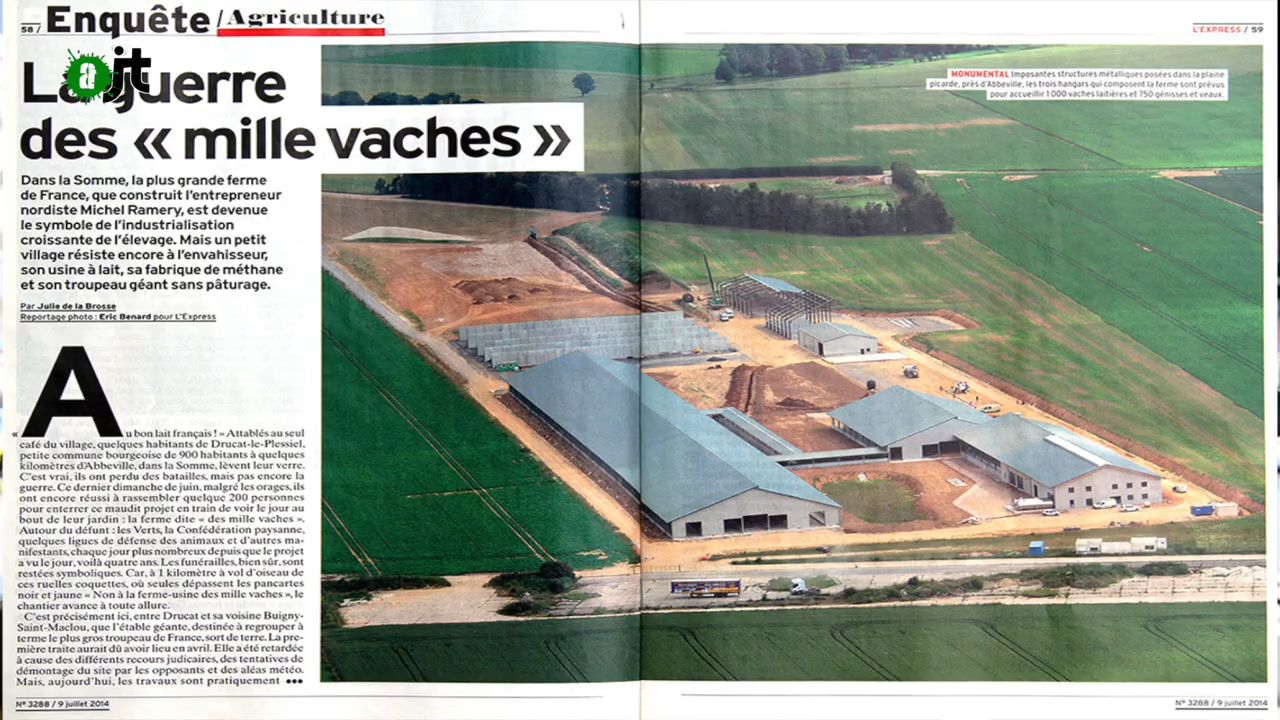 58 / Enquête / Agriculture
L'EXPRESS / 59
ajt
La guerre
des « mille vaches »
MONUMENTAL Imposantes structures métalliques posées dans la plaine
picarde, près d'Abbeville, les trois hangars qui composent la ferme sont prévus
pour accueillir 1 000 vaches laitières et 750 génisses et veaux.
Dans la Somme, la plus grande ferme
de France, que construit l'entrepreneur
nordiste Michel Ramery, est devenue
le symbole de l'industrialisation
croissante de l'élevage. Mais un petit
village résiste encore à l'envahisseur,
son usine à lait, sa fabrique de méthane
et son troupeau géant sans pâturage.
Par Julie de la Brosse
Reportage photo : Eric Benard pour L'Express
« Au bon lait français ! » Attablés au seul
café du village, quelques habitants de Drucat-le-Plessiel,
petite commune bourgeoise de 900 habitants à quelques
kilomètres d'Abbeville, dans la Somme, lèvent leur verre.
C'est vrai, ils ont perdu des batailles, mais pas encore la
guerre. Ce dernier dimanche de juin, malgré les orages, ils
ont encore réussi à rassembler quelque 200 personnes
pour enterrer ce maudit projet en train de voir le jour au
bout de leur jardin : la ferme dite « des mille vaches ».
Autour du défunt : les Verts, la Confédération paysanne,
quelques ligues de défense des animaux et d'autres ma-
nifestants, chaque jour plus nombreux depuis que le projet
a vu le jour, voilà quatre ans. Les funérailles, bien sûr, sont
restées symboliques. Car, à 1 kilomètre à vol d'oiseau de
ces ruelles coquettes, où seules dépassent les pancartes
noir et jaune « Non à la ferme-usine des mille vaches », le
chantier avance à toute allure.
C'est précisément ici, entre Drucat et sa voisine Buigny-
Saint-Maclou, que l'étable géante, destinée à regrouper à
terme le plus gros troupeau de France, sort de terre. La pre-
mière traite aurait dû avoir lieu en avril. Elle a été retardée
à cause des différents recours judicaires, des tentatives de
démontage du site par les opposants et des aléas météo.
Mais, aujourd'hui, les travaux sont pratiquement •••
N° 3288 / 9 juillet 2014
N° 3288 / 9 juillet 2014